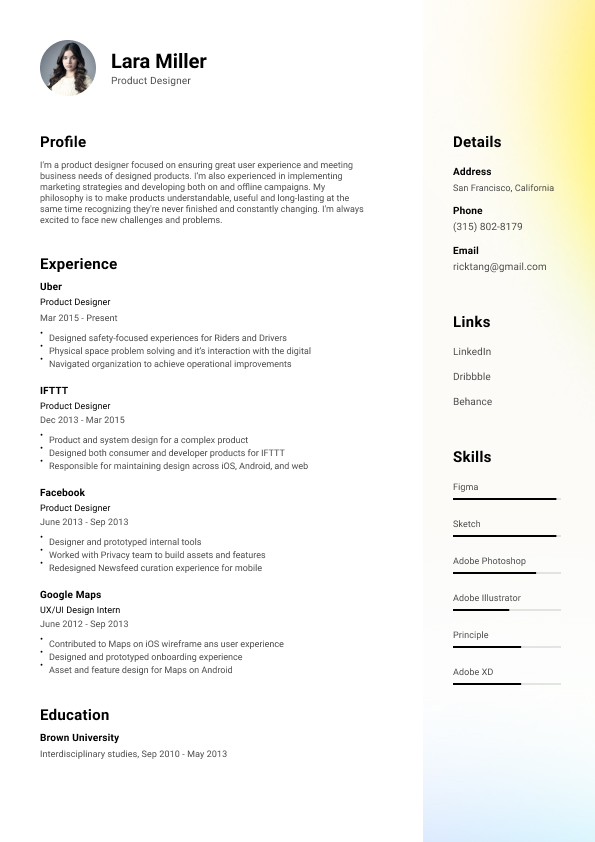 Lara Miller
Product Designer
Profile
I'm a product designer focused on ensuring great user experience and meeting
business needs of designed products. I'm also experienced in implementing
marketing strategies and developing both on and offline campaigns. My
philosophy is to make products understandable, useful and long-lasting at the
same time recognizing they're never finished and constantly changing. I'm always
excited to face new challenges and problems.
Experience
Uber
Product Designer
Mar 2015 - Present
• Designed safety-focused experiences for Riders and Drivers
• Physical space problem solving and it's interaction with the digital
• Navigated organization to achieve operational improvements
IFTTT
Product Designer
Dec 2013 - Mar 2015
• Product and system design for a complex product
• Designed both consumer and developer products for IFTTT
• Responsible for maintaining design across iOS, Android, and web
Facebook
Product Designer
June 2013 - Sep 2013
• Designer and prototyped internal tools
• Worked with Privacy team to build assets and features
• Redesigned Newsfeed curation experience for mobile
Google Maps
UX/UI Design Intern
June 2012 - Sep 2013
• Contributed to Maps on iOS wireframe ans user experience
• Designed and prototyped onboarding experience
• Asset and feature design for Maps on Android
Education
Brown University
Interdisciplinary studies, Sep 2010 - May 2013
Details
Address
San Francisco, California
Phone
(315) 802-8179
Email
ricktang@gmail.com
Links
LinkedIn
Dribbble
Behance
Skills
Figma
Sketch
Adobe Photoshop
Adobe Illustrator
Principle
Adobe XD